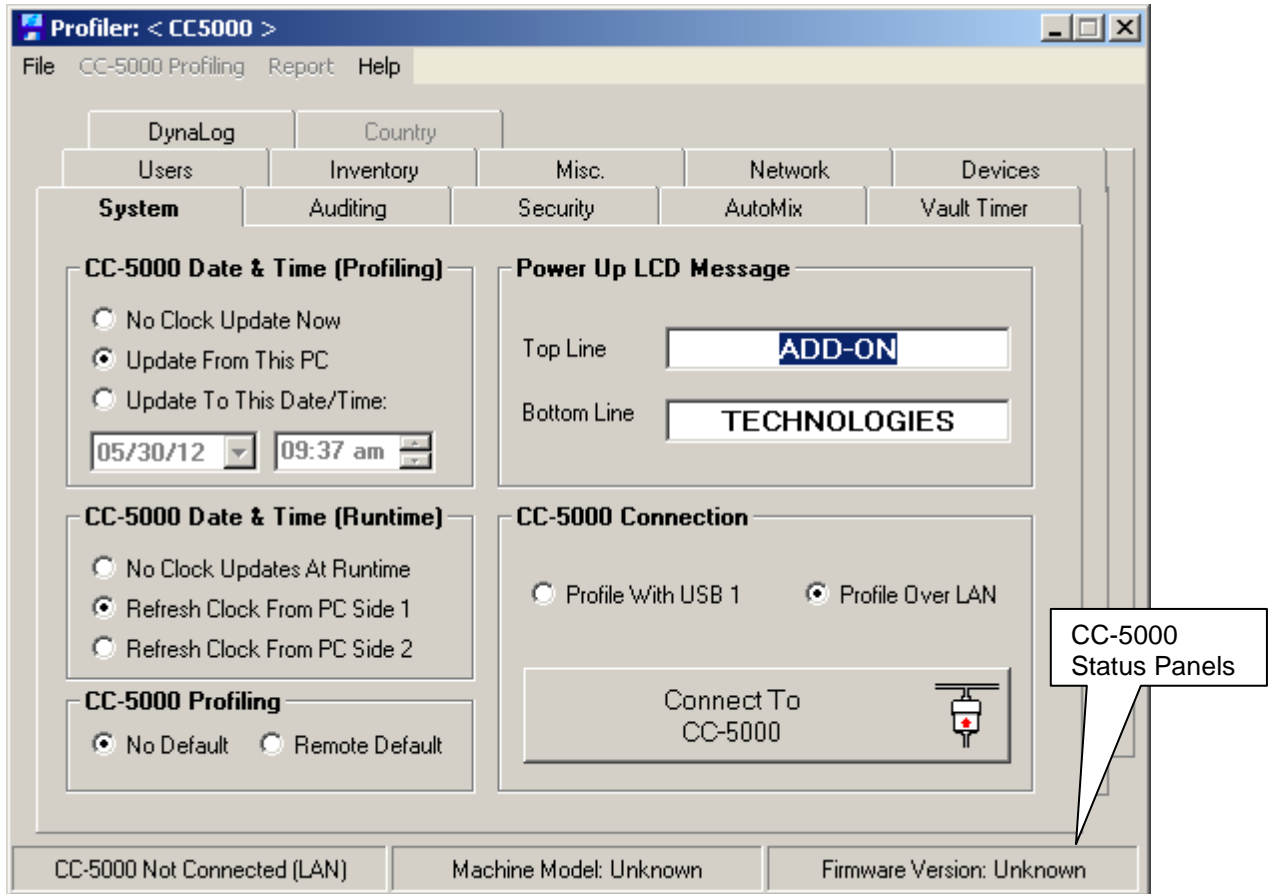 Profiler: < CC5000 >
File CC-5000 Profiling Report Help
DynaLog Country
Users Inventory Misc. Network Devices
System Auditing Security AutoMix Vault Timer
CC-5000 Date & Time (Profiling)
No Clock Update Now
Update From This PC
Update To This Date/Time:
05/30/12 09:37 am
Power Up LCD Message
Top Line ADD-ON
Bottom Line TECHNOLOGIES
CC-5000 Date & Time (Runtime)
No Clock Updates At Runtime
Refresh Clock From PC Side 1
Refresh Clock From PC Side 2
CC-5000 Connection
Profile With USB 1 Profile Over LAN
Connect To
CC-5000
CC-5000 Profiling
No Default Remote Default
CC-5000
Status Panels
CC-5000 Not Connected (LAN) Machine Model: Unknown Firmware Version: Unknown